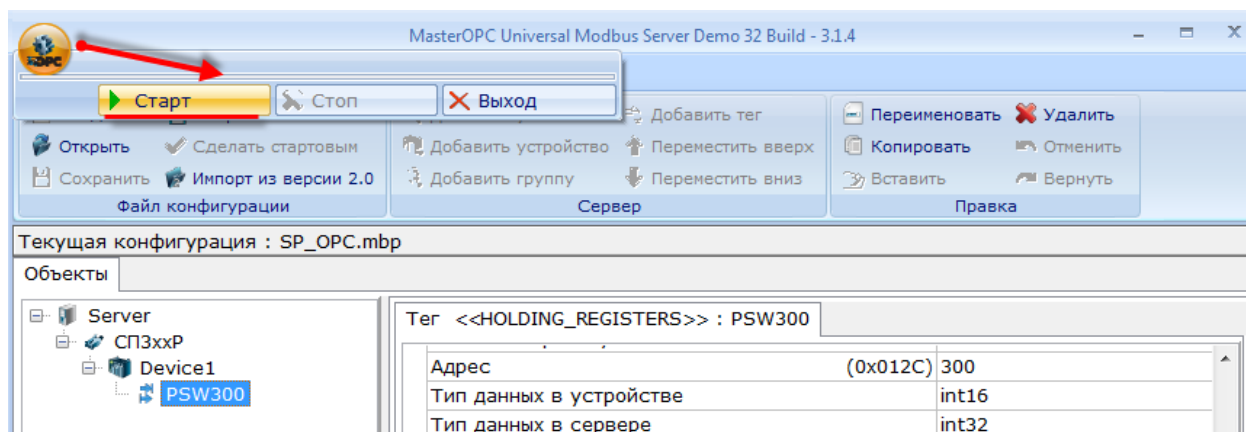 MasterOPC Universal Modbus Server Demo 32 Build - 3.1.4
OPC
Старт Стоп Выход
Добавить тег Переименовать Удалить
Открыть Сделать стартовым Добавить устройство Переместить вверх Копировать Отменить
Сохранить Импорт из версии 2.0 Добавить группу Переместить вниз Вставить Вернуть
Файл конфигурации Сервер Правка
Текущая конфигурация : SP_OPC.mbp
Объекты
Server
СП3xxР
Device1
PSW300
Тег <<HOLDING_REGISTERS>> : PSW300
Адрес (0x012C) 300
Тип данных в устройстве int16
Тип данных в сервере int32